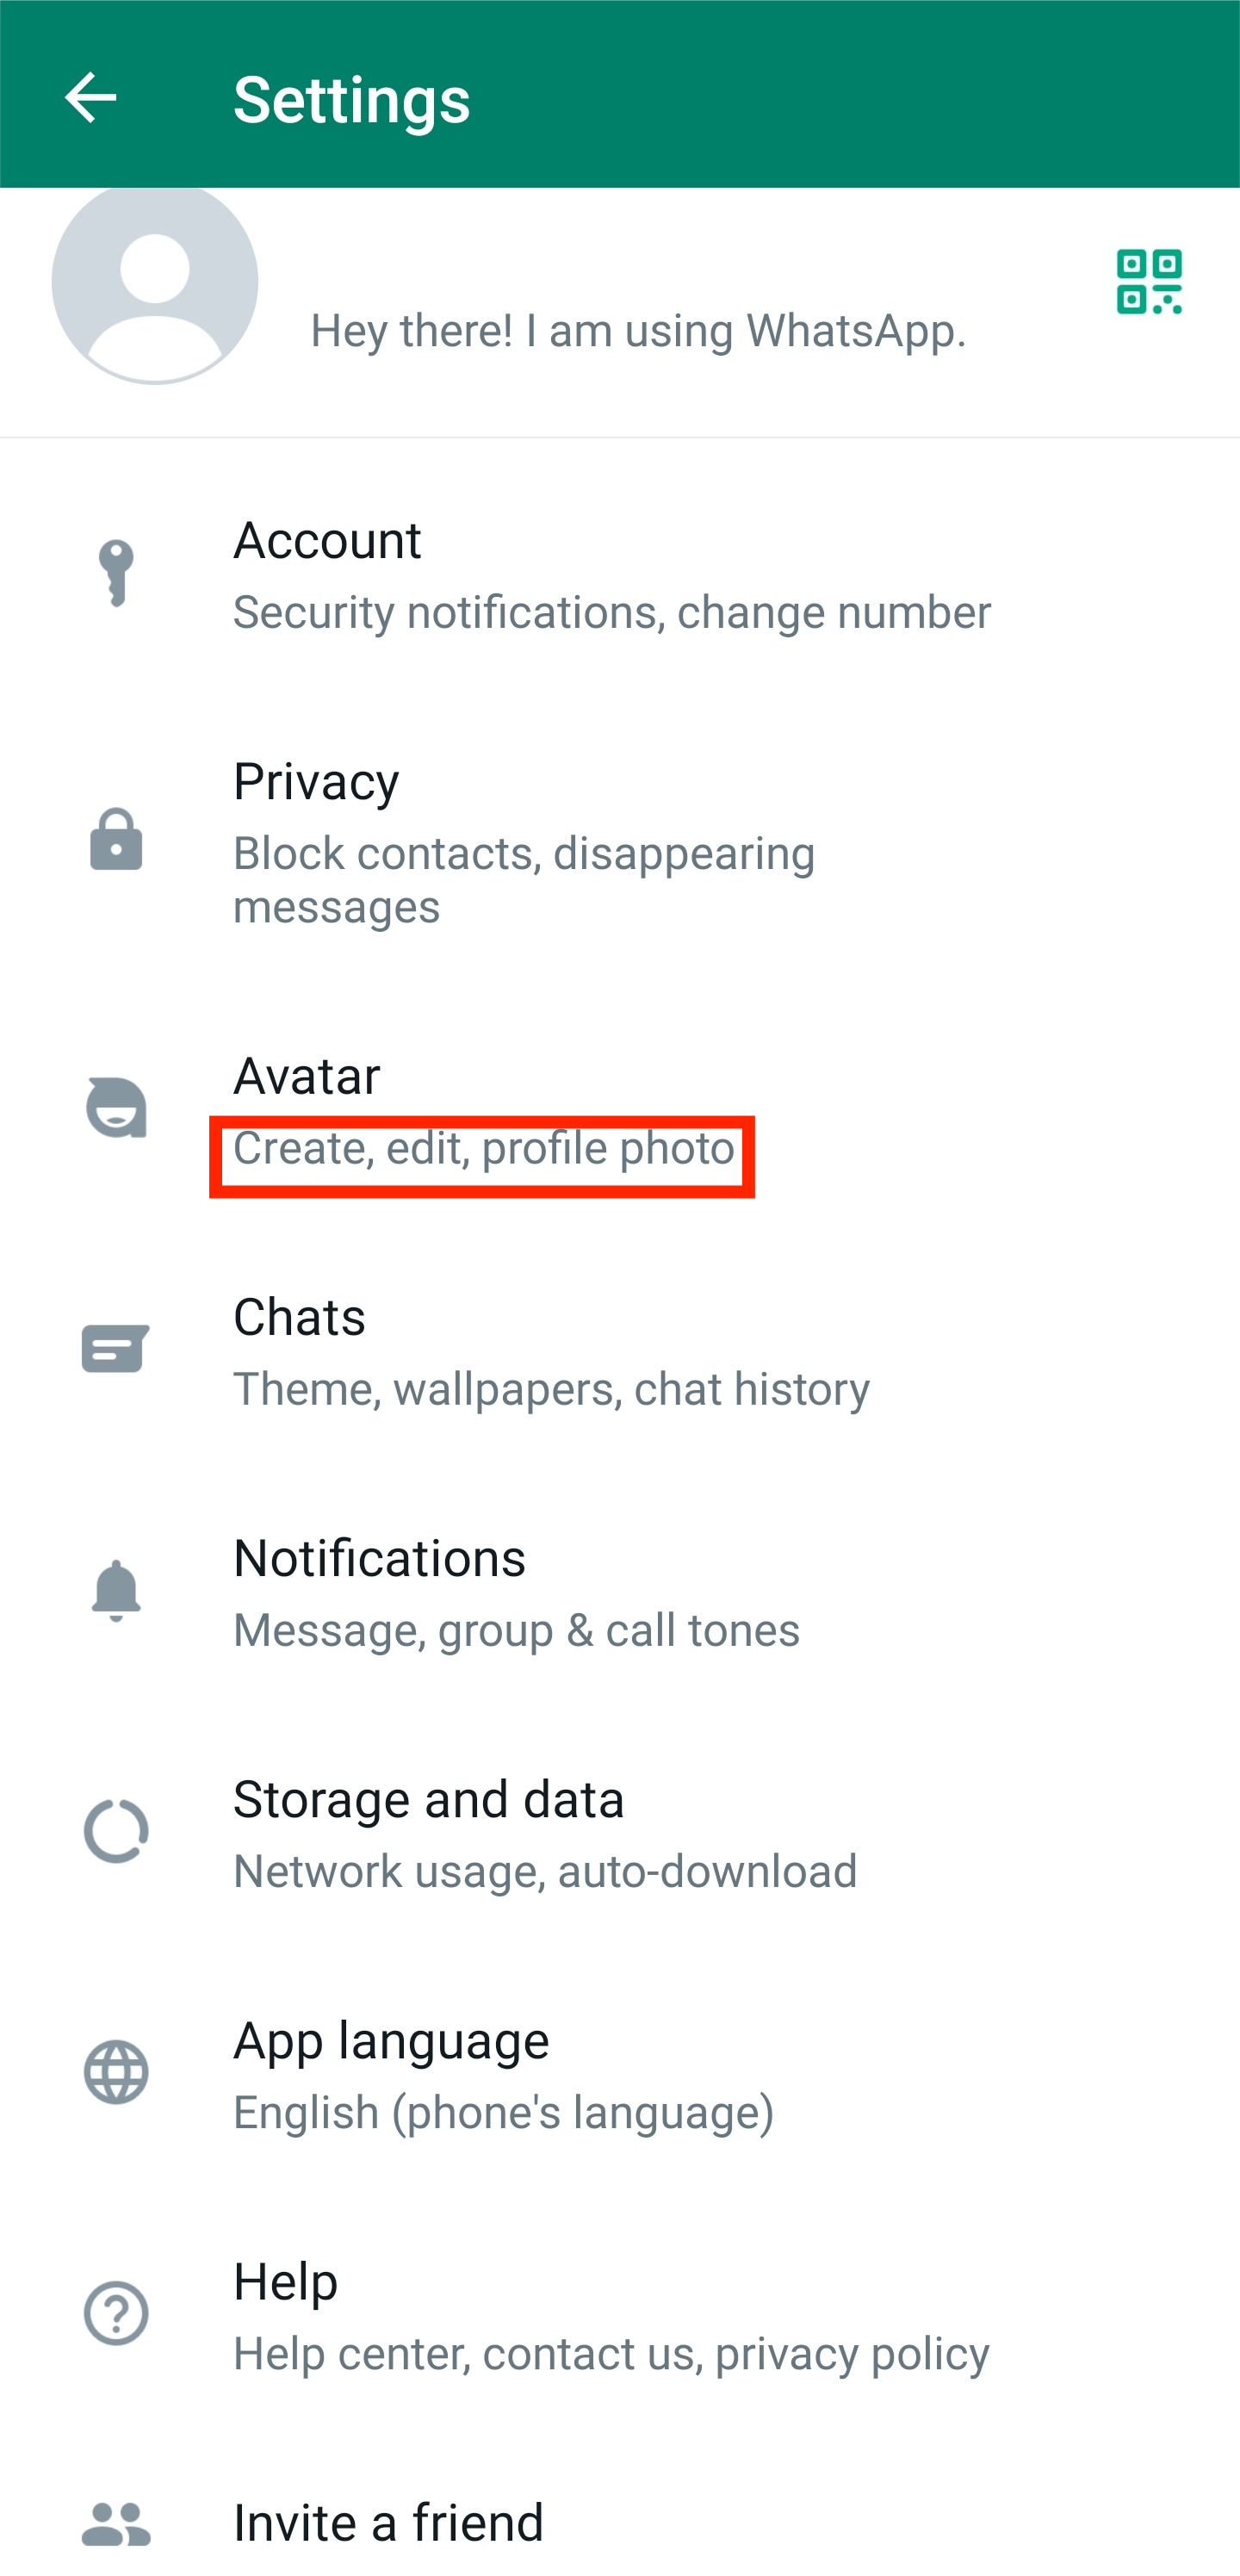 Settings
Hey there! I am using WhatsApp.
Account
Security notifications, change number
Privacy
Block contacts, disappearing
messages
Avatar
Create, edit, profile photo
Chats
Theme, wallpapers, chat history
Notifications
Message, group & call tones
Storage and data
Network usage, auto-download
App language
English (phone's language)
Help
Help center, contact us, privacy policy
Invite a friend